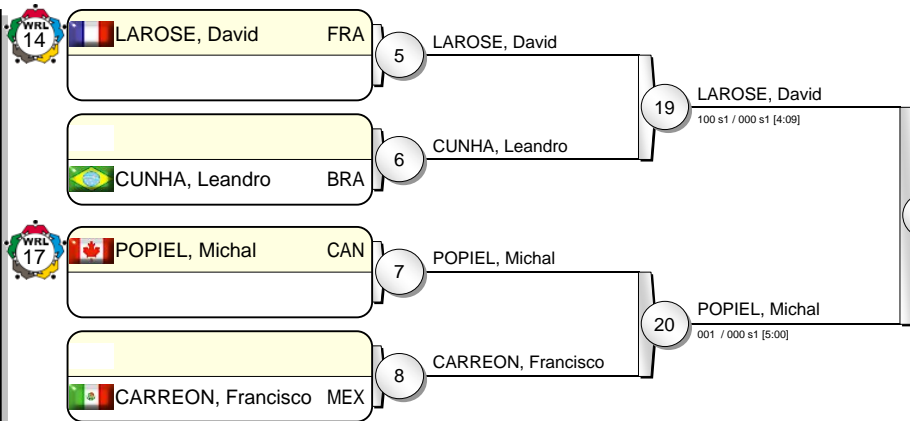 WRL
14
LAROSE, David FRA
5
LAROSE, David
19
LAROSE, David
100 s1 / 000 s1 [4:09]
6
CUNHA, Leandro
CUNHA, Leandro BRA
WRL
17
POPIEL, Michal CAN
7
POPIEL, Michal
20
POPIEL, Michal
001 / 000 s1 [5:00]
8
CARREON, Francisco
CARREON, Francisco MEX